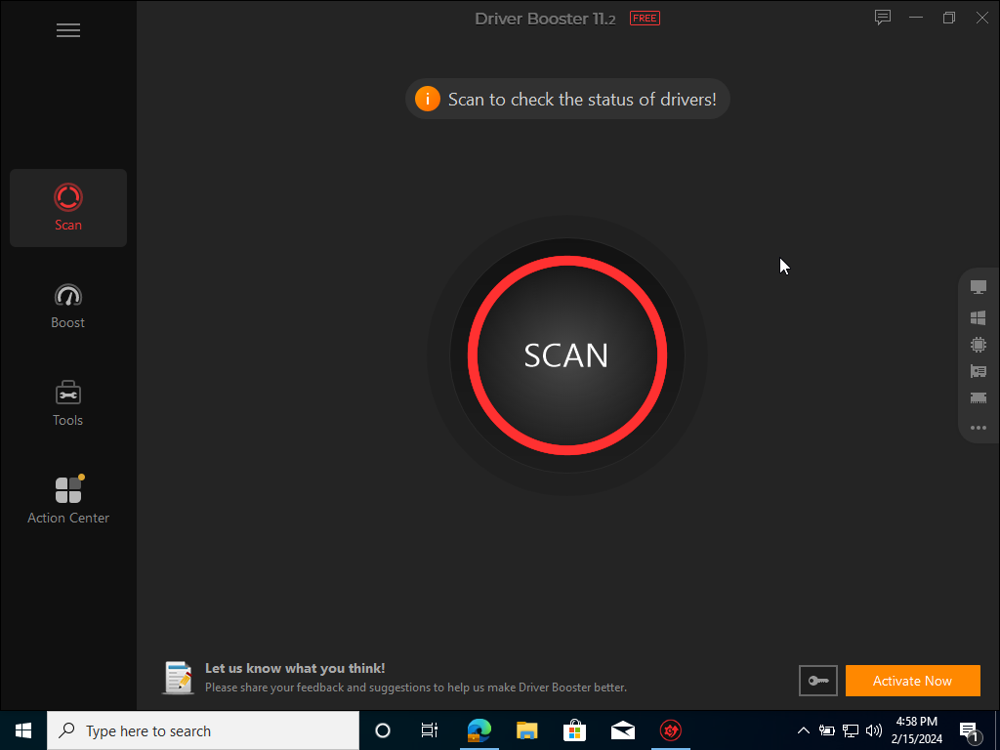 Driver Booster 11.2 FREE
i Scan to check the status of drivers!
Scan
SCAN
Boost
Tools
Action Center
Let us know what you think!
Please share your feedback and suggestions to help us make Driver Booster better.
Activate Now
Type here to search
4:58 PM
2/15/2024
1